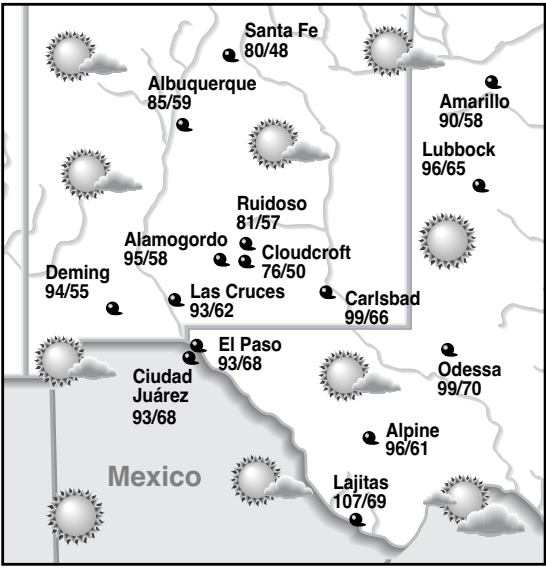 Santa Fe
80/48
Albuquerque
85/59
Amarillo
90/58
Lubbock
96/65
Ruidoso
81/57
Alamogordo
95/58
Cloudcroft
76/50
Deming
94/55
Las Cruces
93/62
Carlsbad
99/66
El Paso
93/68
Ciudad
Juárez
93/68
Odessa
99/70
Alpine
96/61
Mexico
Lajitas
107/69